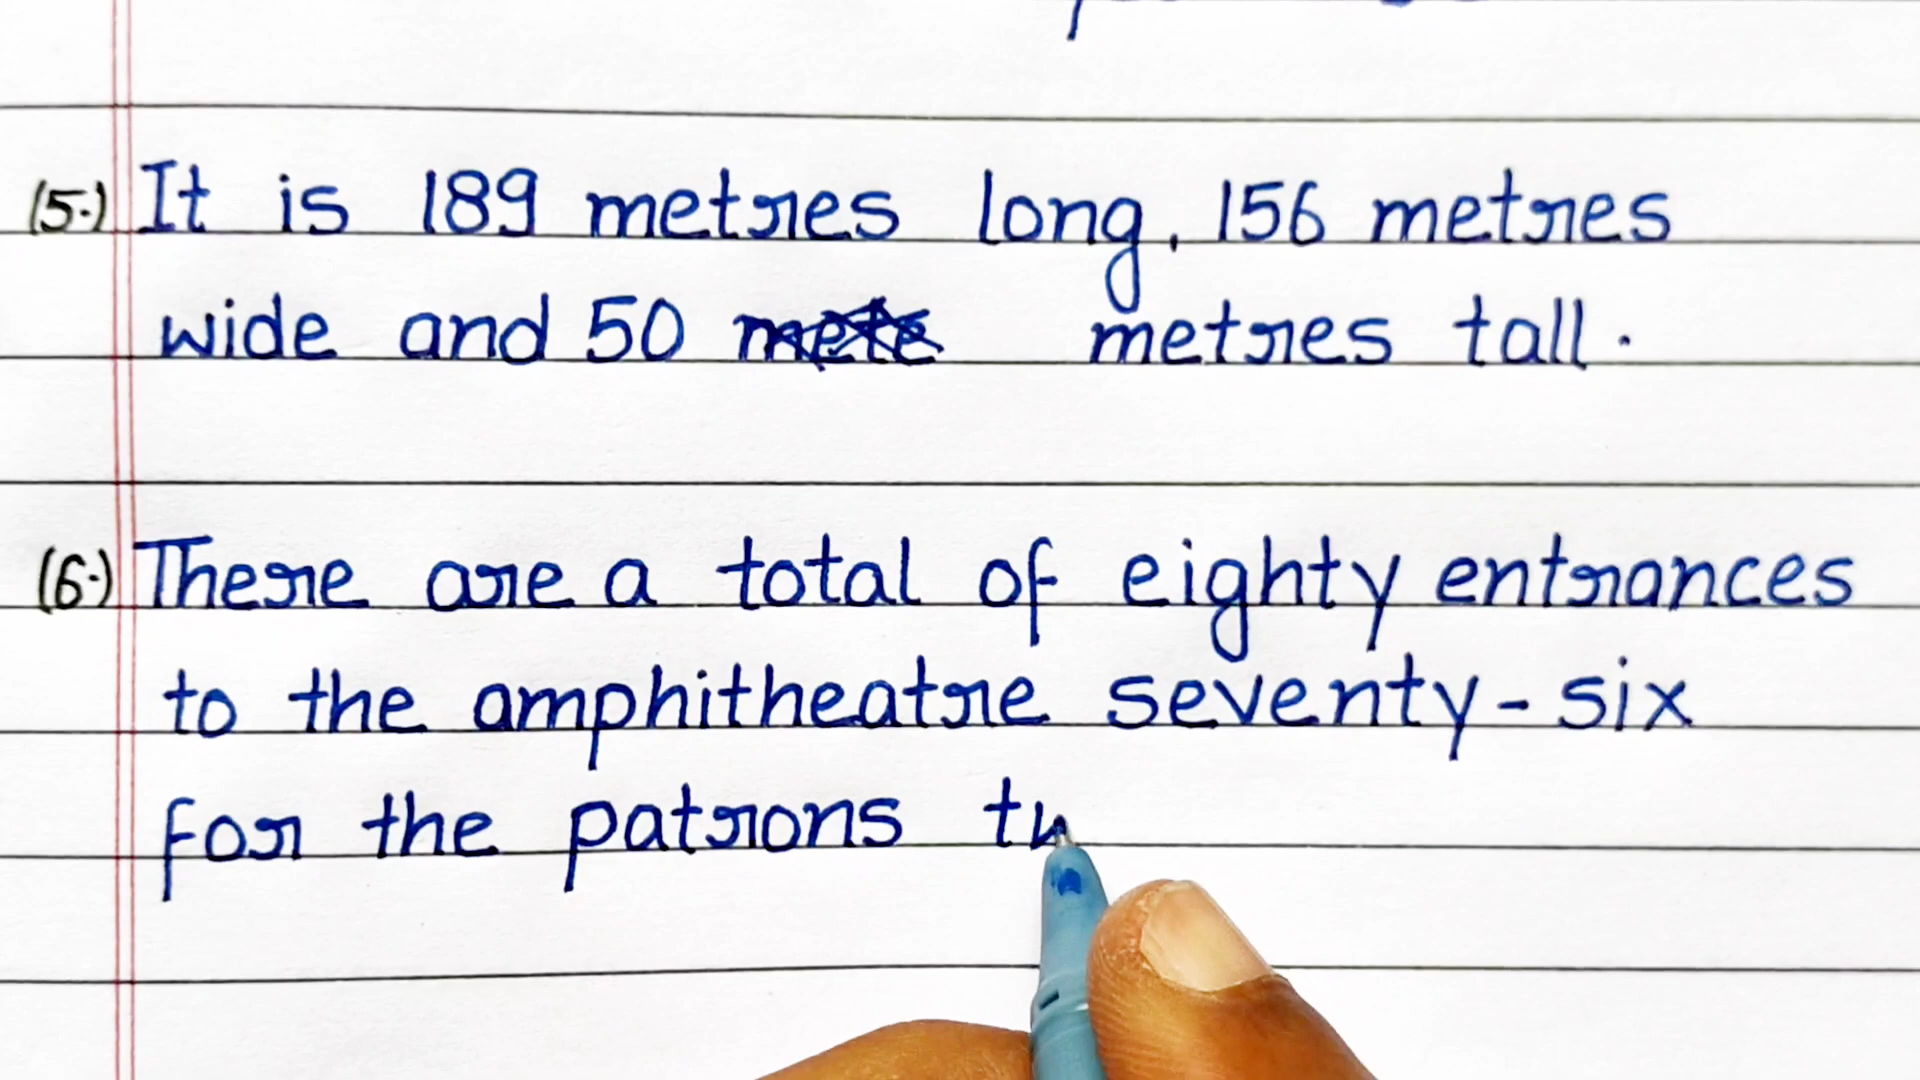 (5.) It is 189 metres long, 156 metres
wide and 50 metres tall.
(6.) There are a total of eighty entrances
to the amphitheatre seventy-six
for the patrons